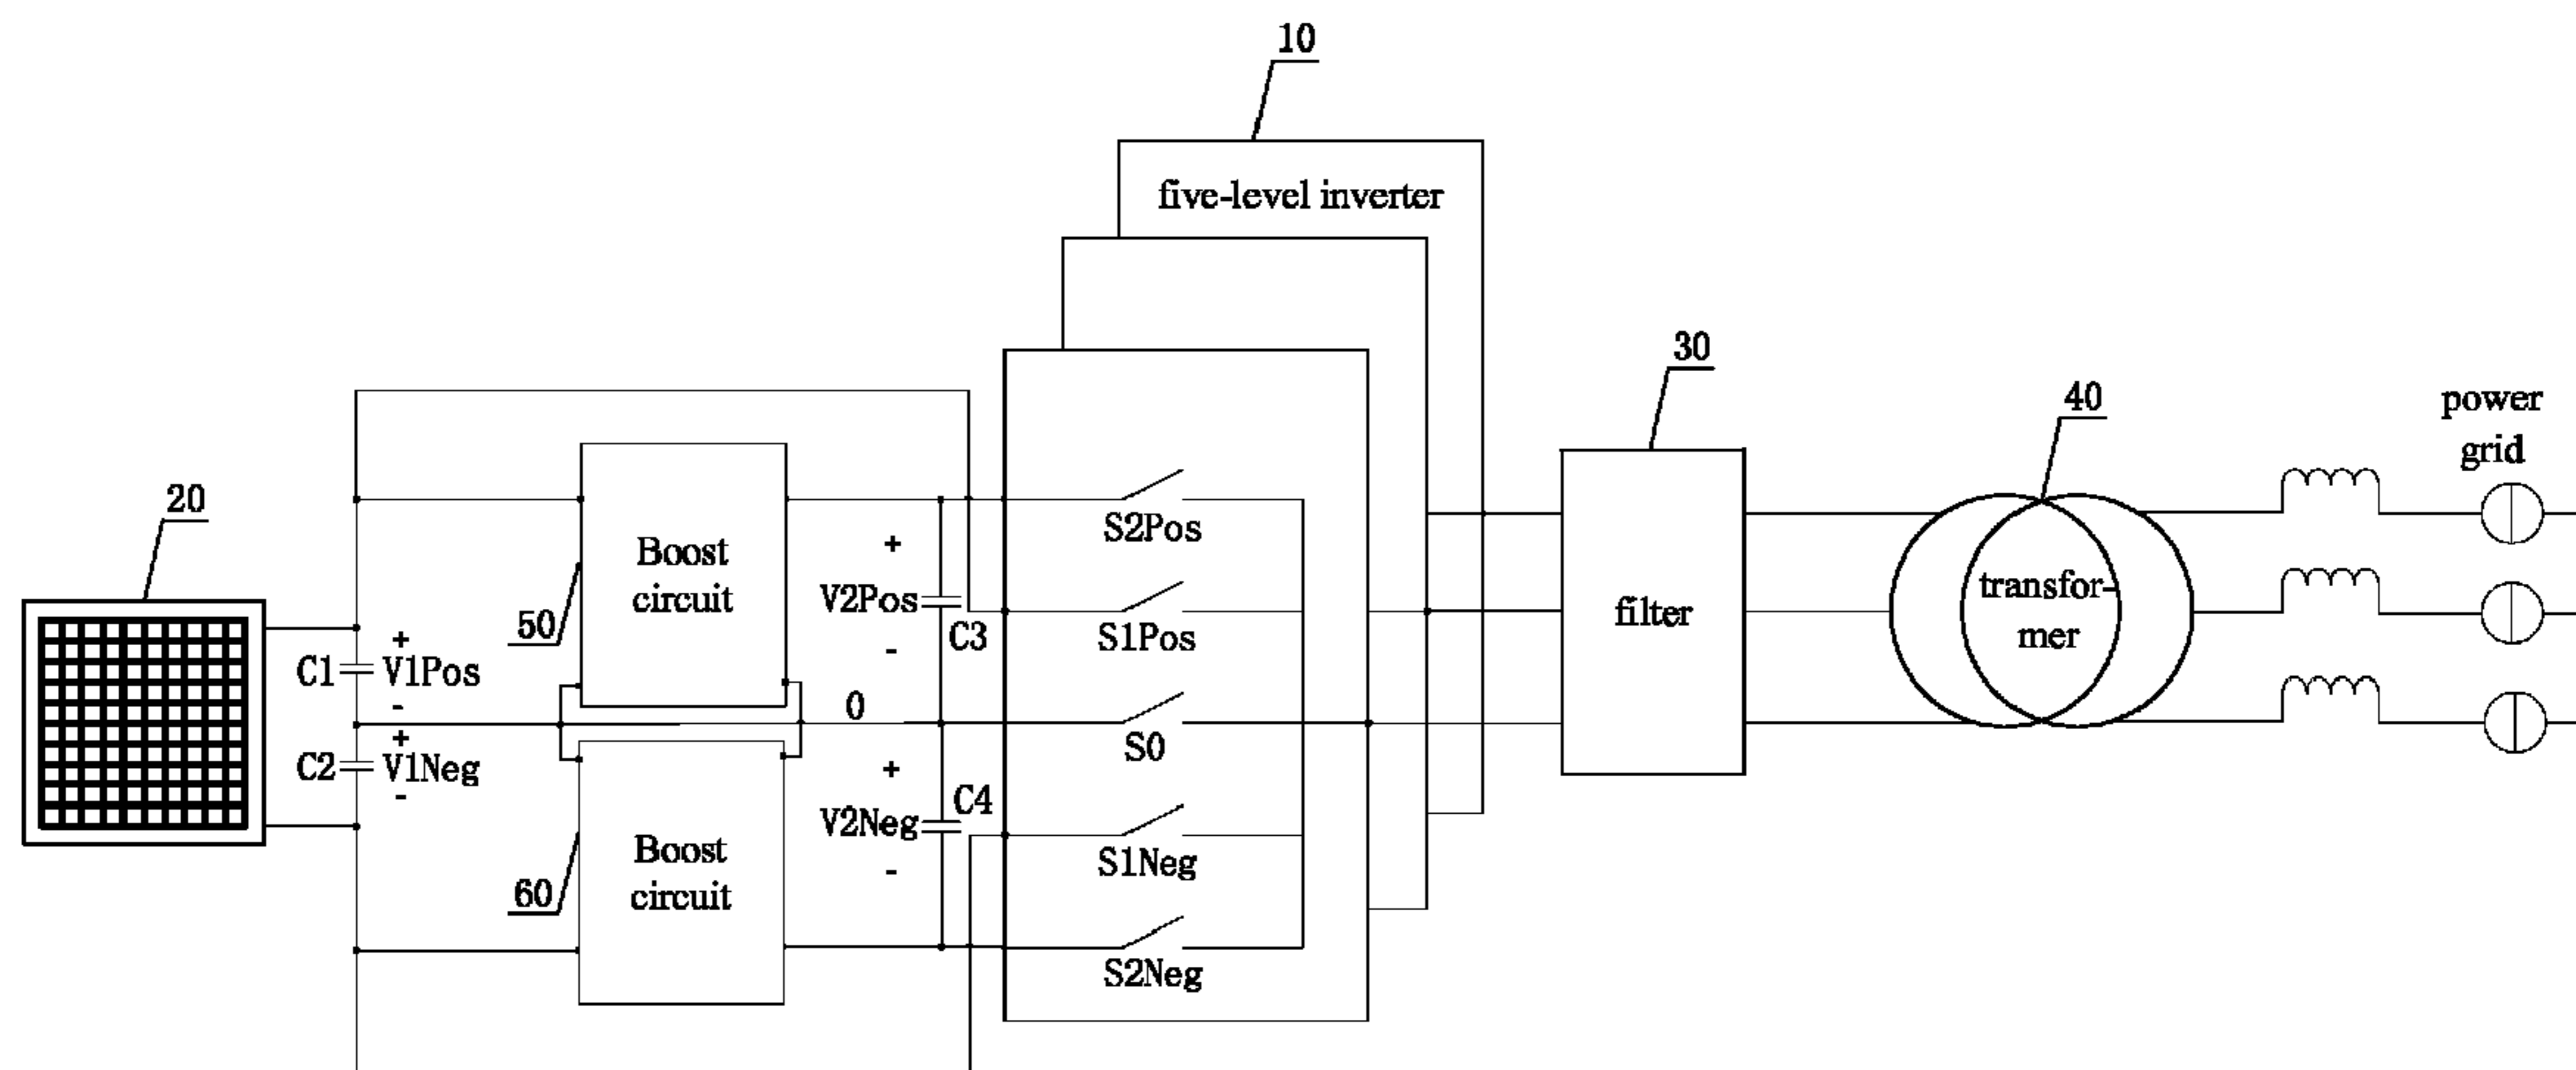 10
five-level inverter
30
40
power
grid
20
S2Pos
Boost
circuit
+
V2Pos
-
C3
S1Pos
50
filter
transfor-
mer
C1
+
V1Pos
-
0
S0
C2
+
V1Neg
-
+
V2Neg
-
C4
S1Neg
60
Boost
circuit
S2Neg